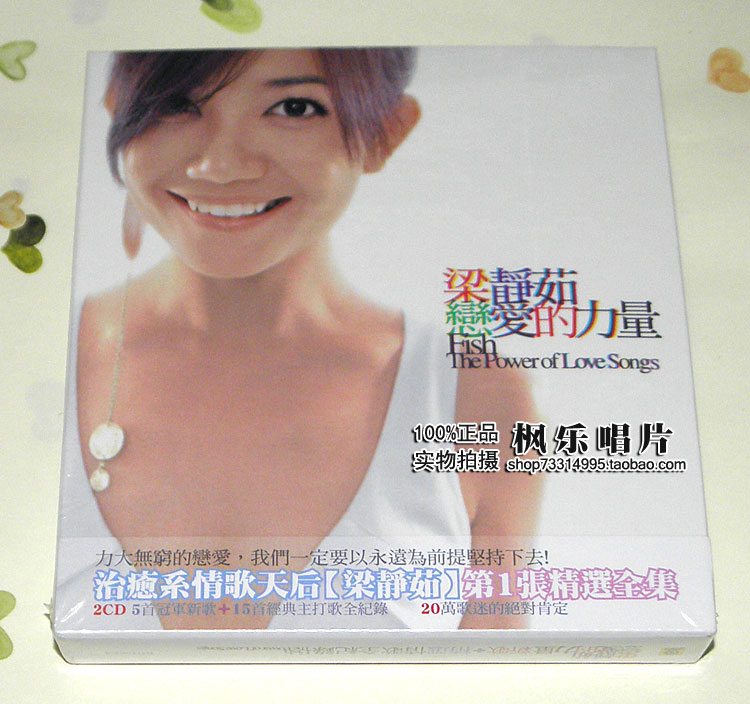 梁靜茹
戀愛的力量
Fish
The Power of Love Songs
100%正品 枫乐唱片
实物拍摄 shop73314995.taobao.com
力大無窮的戀愛，我們一定要以永遠為前提堅持下去!
治癒系情歌天后【梁靜茹】第1張精選全集
2CD 5首冠軍新歌+15首經典主打歌全紀錄 20萬歌迷的絕對肯定